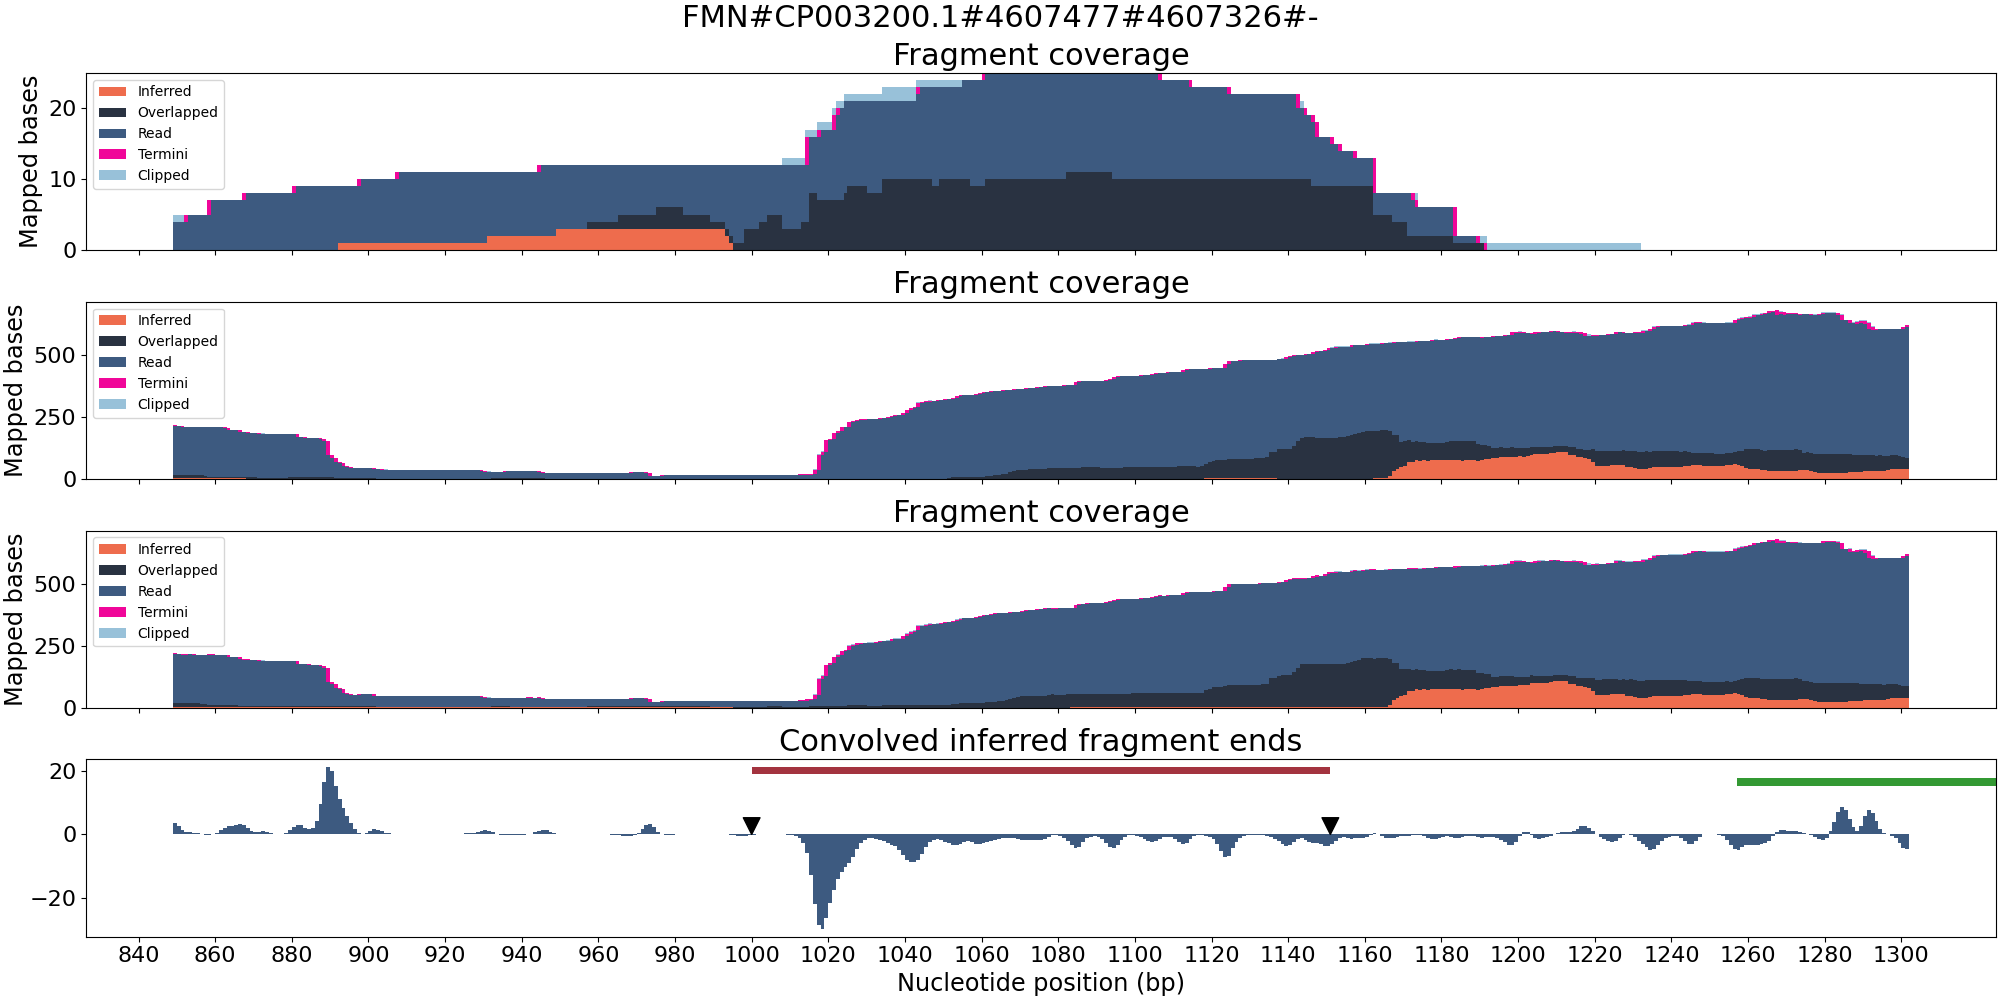 FMN#CP003200.1#4607477#4607326#-
Fragment coverage
Mapped bases
20
10
0
Inferred
Overlapped
Read
Termini
Clipped
Fragment coverage
Mapped bases
500
250
0
Inferred
Overlapped
Read
Termini
Clipped
Fragment coverage
Mapped bases
500
250
0
Inferred
Overlapped
Read
Termini
Clipped
Convolved inferred fragment ends
20
0
−20
840 860 880 900 920 940 960 980 1000 1020 1040 1060 1080 1100 1120 1140 1160 1180 1200 1220 1240 1260 1280 1300
Nucleotide position (bp)